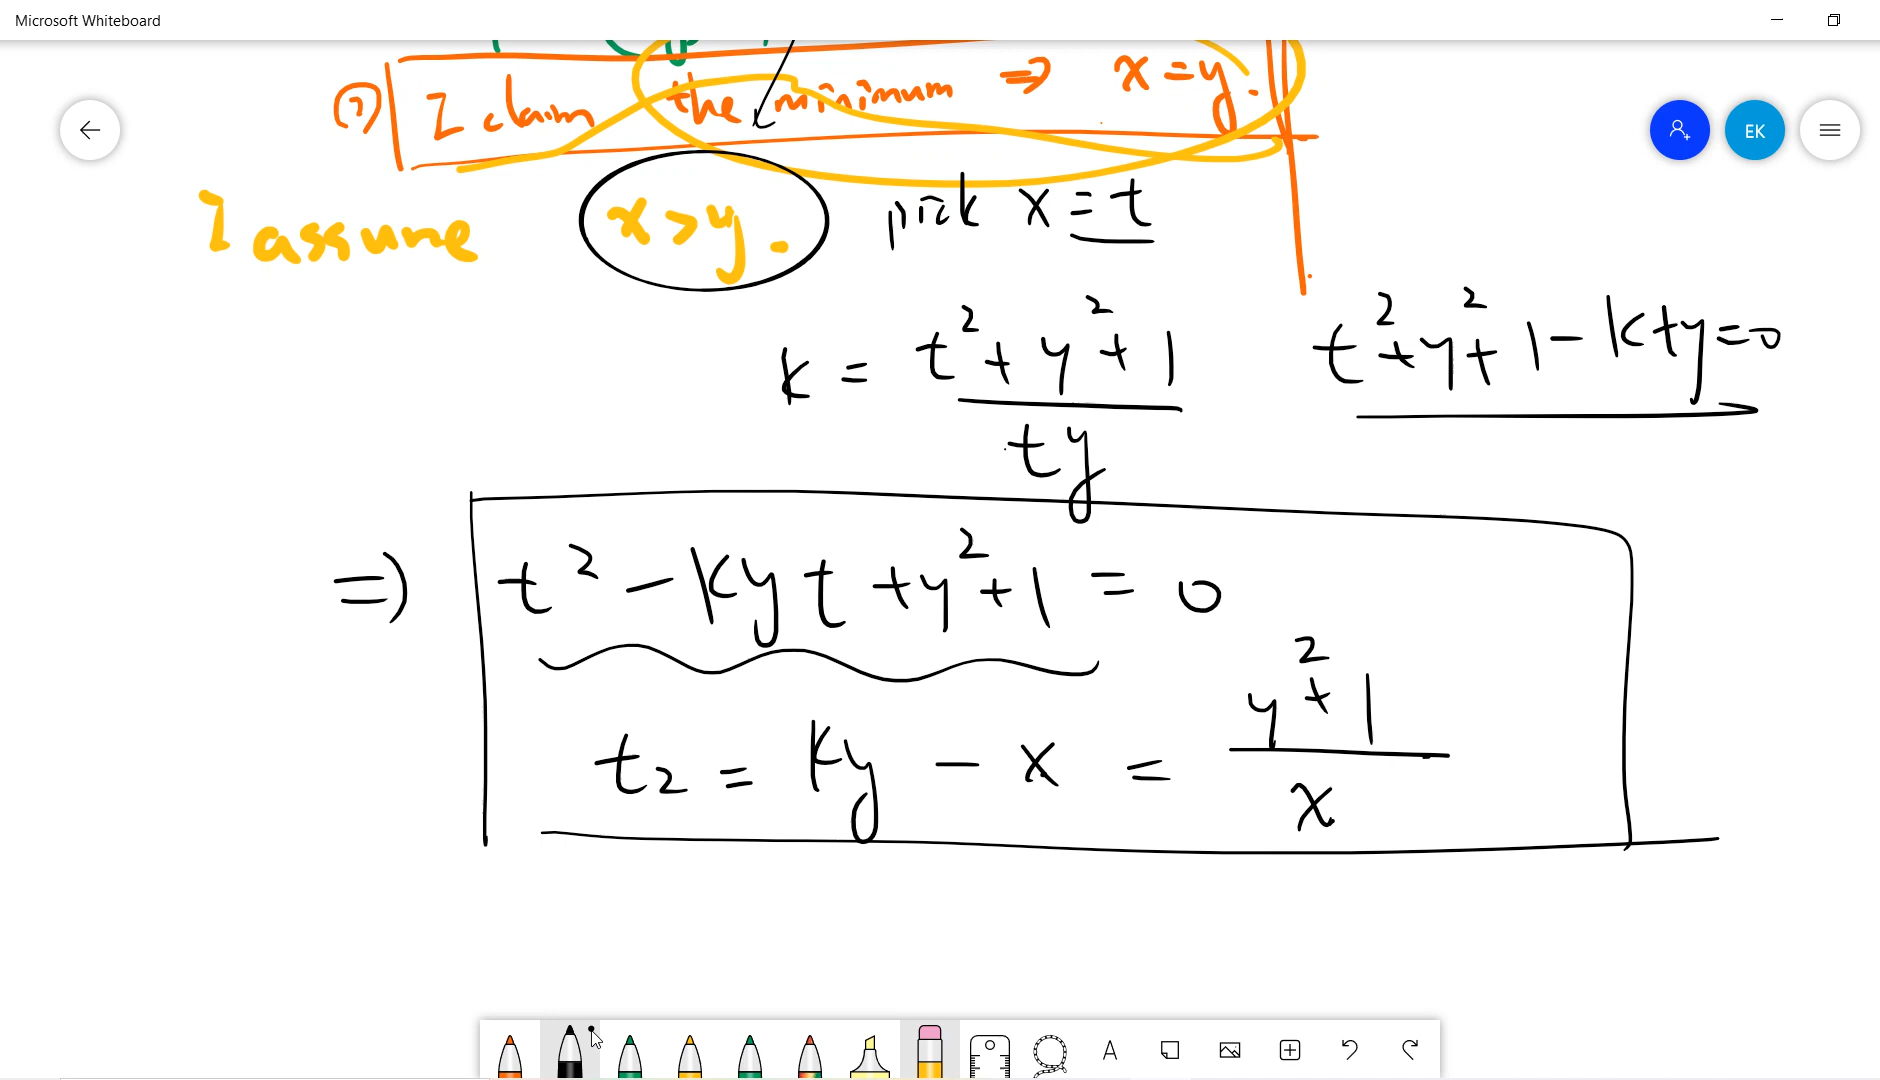 Microsoft Whiteboard
(1) I claim the minimum ⇒ x = y.
I assume x > y. pick x = t
k = (t² + y² + 1) / (ty)    t² + y² + 1 - kty = 0
⇒ t² - kyt + y² + 1 = 0
t₂ = ky - x = (y² + 1) / x
EK
A